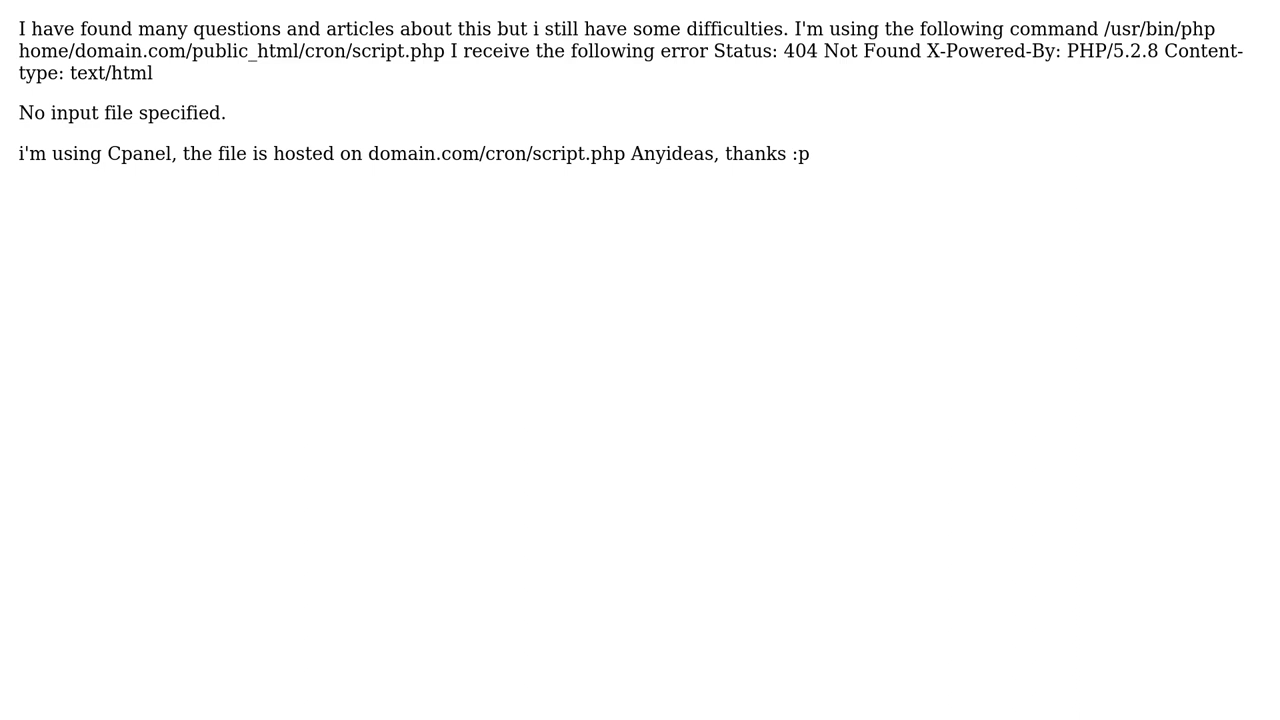 I have found many questions and articles about this but i still have some difficulties. I'm using the following command /usr/bin/php
home/domain.com/public_html/cron/script.php I receive the following error Status: 404 Not Found X-Powered-By: PHP/5.2.8 Content-
type: text/html
No input file specified.
i'm using Cpanel, the file is hosted on domain.com/cron/script.php Anyideas, thanks :p